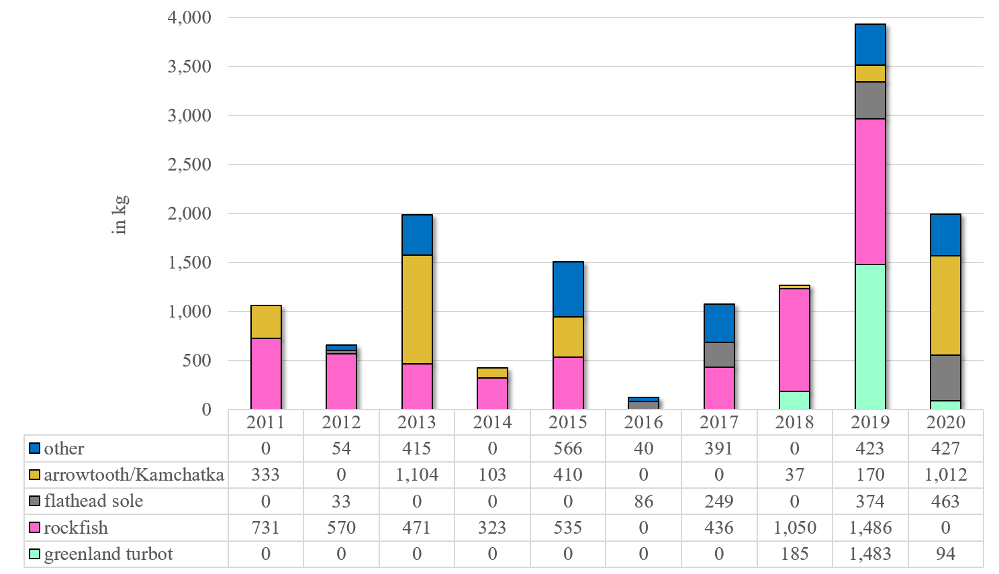 4,000
3,500
3,000
2,500
2,000
1,500
1,000
500
0
in kg
2011 2012 2013 2014 2015 2016 2017 2018 2019 2020
other 0 54 415 0 566 40 391 0 423 427
arrowtooth/Kamchatka 333 0 1,104 103 410 0 0 37 170 1,012
flathead sole 0 33 0 0 0 86 249 0 374 463
rockfish 731 570 471 323 535 0 436 1,050 1,486 0
greenland turbot 0 0 0 0 0 0 0 185 1,483 94